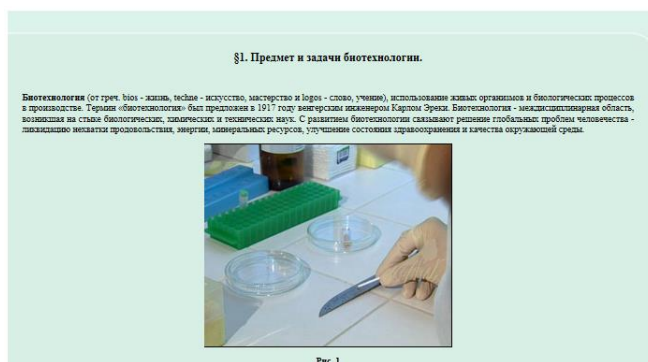 §1. Предмет и задачи биотехнологии.
Биотехнология (от греч. bios - жизнь, techne - искусство, мастерство и logos - слово, учение), использование живых организмов и биологических процессов
в производстве. Термин «биотехнология» был предложен в 1917 году венгерским инженером Карлом Эреки. Биотехнология - междисциплинарная область,
возникшая на стыке биологических, химических и технических наук. С развитием биотехнологии связывают решение глобальных проблем человечества -
ликвидацию нехватки продовольствия, энергии, минеральных ресурсов, улучшение состояния здравоохранения и качества окружающей среды.
Рис. 1